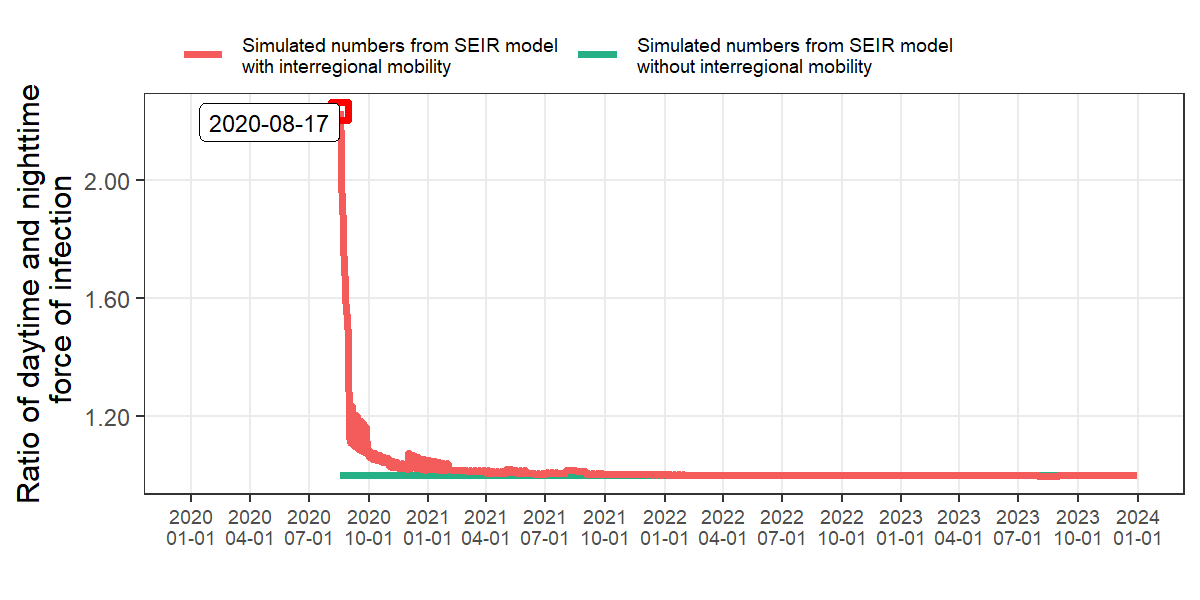 Simulated numbers from SEIR model
with interregional mobility
Simulated numbers from SEIR model
without interregional mobility
Ratio of daytime and nighttime
force of infection
2020-08-17
2.00
1.60
1.20
2020 2020 2020 2020 2021 2021 2021 2021 2022 2022 2022 2022 2023 2023 2023 2023 2024
01-01 04-01 07-01 10-01 01-01 04-01 07-01 10-01 01-01 04-01 07-01 10-01 01-01 04-01 07-01 10-01 01-01